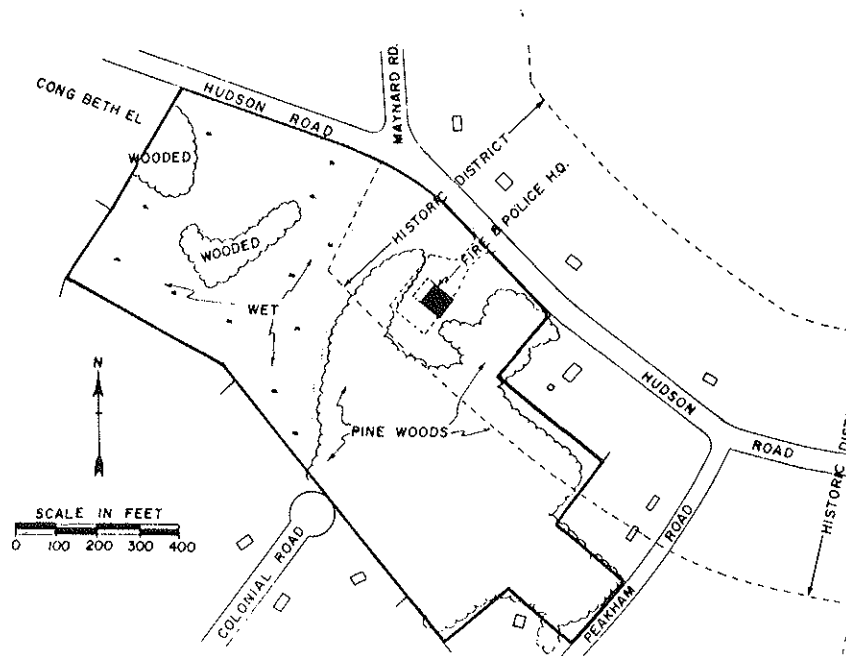 CONG BETH EL
HUDSON
ROAD
MAYNARD RD.
WOODED
HISTORIC DISTRICT
FIRE & POLICE H.Q.
WOODED
WET
N
PINE WOODS
HUDSON
ROAD
HISTORIC
SCALE IN FEET
0 100 200 300 400
COLONIAL ROAD
PEAKHAM
ROAD